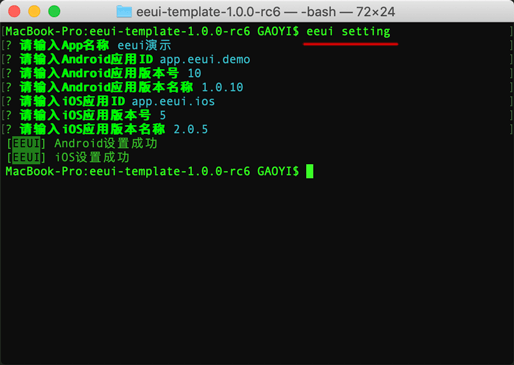 eeui-template-1.0.0-rc6 — -bash — 72×24
[MacBook-Pro:eeui-template-1.0.0-rc6 GAOYI$ eeui setting ]
[? 请输入App名称 eeui演示 ]
[? 请输入Android应用ID app.eeui.demo ]
[? 请输入Android应用版本号 10 ]
[? 请输入Android应用版本名称 1.0.10 ]
[? 请输入iOS应用ID app.eeui.ios ]
[? 请输入iOS应用版本号 5 ]
[? 请输入iOS应用版本名称 2.0.5 ]
[EEUI] Android设置成功
[EEUI] iOS设置成功
MacBook-Pro:eeui-template-1.0.0-rc6 GAOYI$